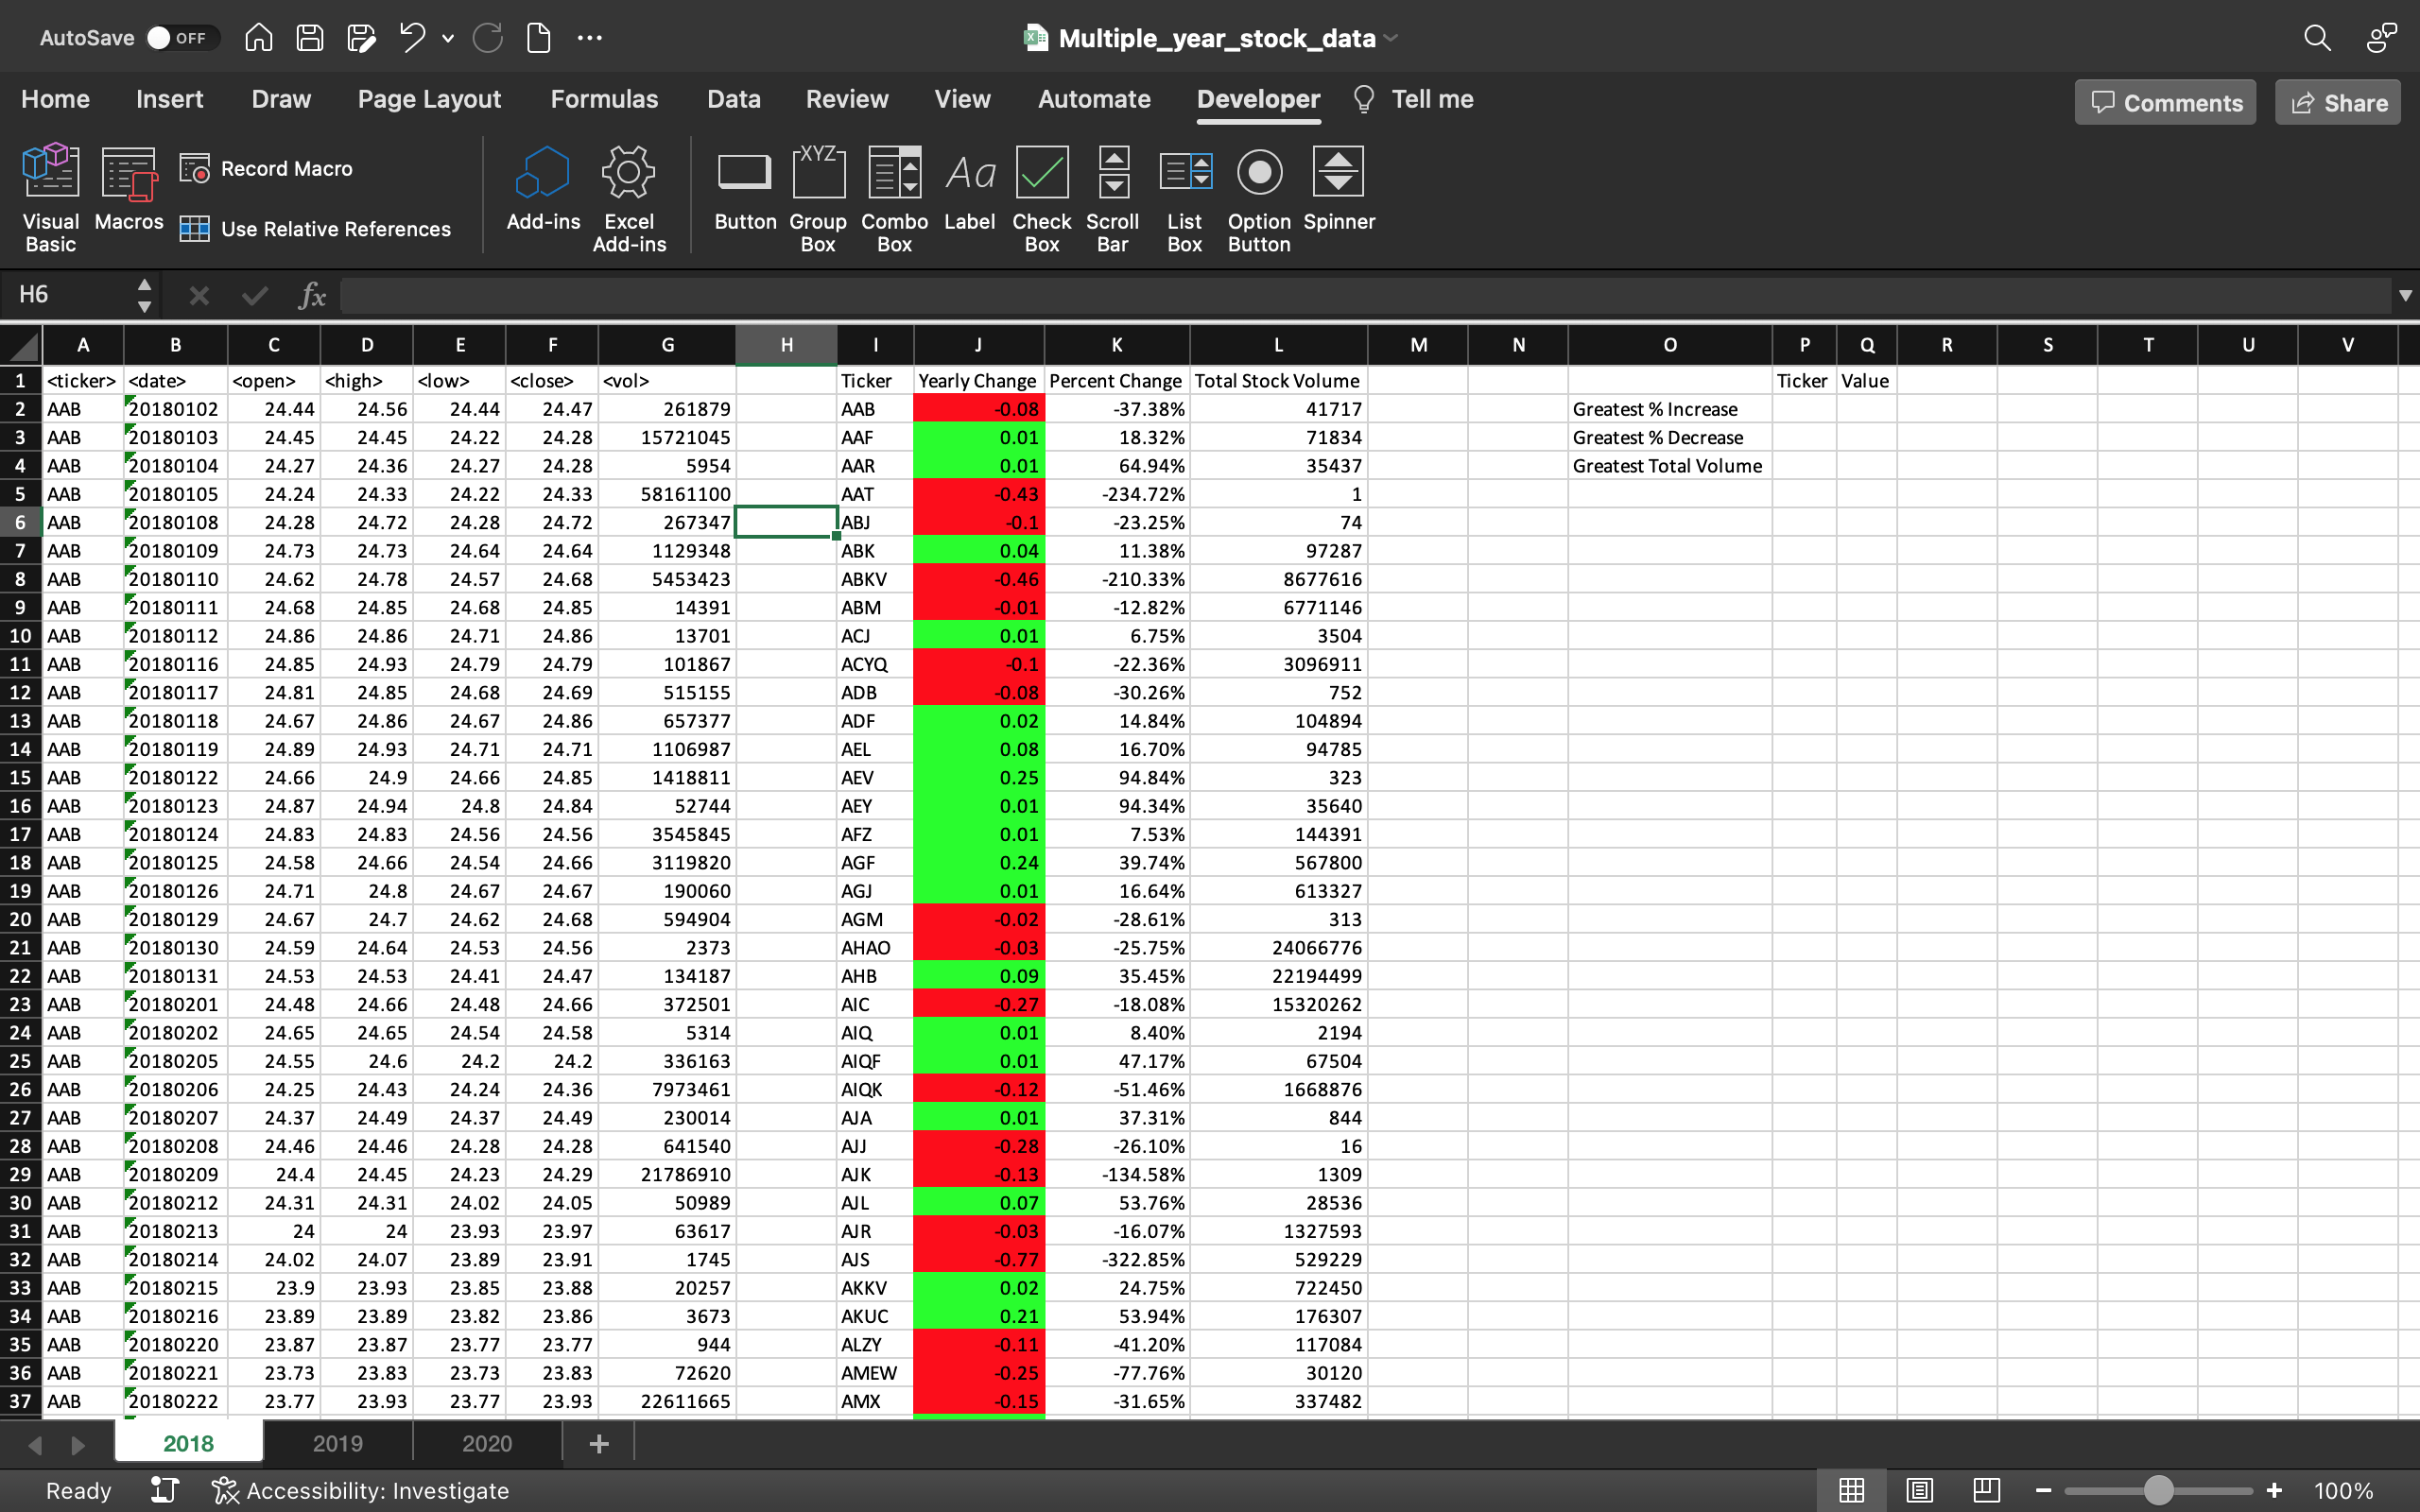 AutoSave OFF Multiple_year_stock_data
Home Insert Draw Page Layout Formulas Data Review View Automate Developer Tell me Comments Share
Visual Basic Macros Record Macro Use Relative References Add-ins Excel Add-ins Button XYZ Group Box Combo Box Aa Label Check Box Scroll Bar List Box Option Button Spinner
H6 fx
A B C D E F G H I J K L M N O P Q R S T U V
1 <ticker> <date> <open> <high> <low> <close> <vol> Ticker Yearly Change Percent Change Total Stock Volume Ticker Value
2 AAB 20180102 24.44 24.56 24.44 24.47 261879 AAB -0.08 -37.38% 41717 Greatest % Increase
3 AAB 20180103 24.45 24.45 24.22 24.28 15721045 AAF 0.01 18.32% 71834 Greatest % Decrease
4 AAB 20180104 24.27 24.36 24.27 24.28 5954 AAR 0.01 64.94% 35437 Greatest Total Volume
5 AAB 20180105 24.24 24.33 24.22 24.33 58161100 AAT -0.43 -234.72% 1
6 AAB 20180108 24.28 24.72 24.28 24.72 267347 ABJ -0.1 -23.25% 74
7 AAB 20180109 24.73 24.73 24.64 24.64 1129348 ABK 0.04 11.38% 97287
8 AAB 20180110 24.62 24.78 24.57 24.68 5453423 ABKV -0.46 -210.33% 8677616
9 AAB 20180111 24.68 24.85 24.68 24.85 14391 ABM -0.01 -12.82% 6771146
10 AAB 20180112 24.86 24.86 24.71 24.86 13701 ACJ 0.01 6.75% 3504
11 AAB 20180116 24.85 24.93 24.79 24.79 101867 ACYQ -0.1 -22.36% 3096911
12 AAB 20180117 24.81 24.85 24.68 24.69 515155 ADB -0.08 -30.26% 752
13 AAB 20180118 24.67 24.86 24.67 24.86 657377 ADF 0.02 14.84% 104894
14 AAB 20180119 24.89 24.93 24.71 24.71 1106987 AEL 0.08 16.70% 94785
15 AAB 20180122 24.66 24.9 24.66 24.85 1418811 AEV 0.25 94.84% 323
16 AAB 20180123 24.87 24.94 24.8 24.84 52744 AEY 0.01 94.34% 35640
17 AAB 20180124 24.83 24.83 24.56 24.56 3545845 AFZ 0.01 7.53% 144391
18 AAB 20180125 24.58 24.66 24.54 24.66 3119820 AGF 0.24 39.74% 567800
19 AAB 20180126 24.71 24.8 24.67 24.67 190060 AGJ 0.01 16.64% 613327
20 AAB 20180129 24.67 24.7 24.62 24.68 594904 AGM -0.02 -28.61% 313
21 AAB 20180130 24.59 24.64 24.53 24.56 2373 AHAO -0.03 -25.75% 24066776
22 AAB 20180131 24.53 24.53 24.41 24.47 134187 AHB 0.09 35.45% 22194499
23 AAB 20180201 24.48 24.66 24.48 24.66 372501 AIC -0.27 -18.08% 15320262
24 AAB 20180202 24.65 24.65 24.54 24.58 5314 AIQ 0.01 8.40% 2194
25 AAB 20180205 24.55 24.6 24.2 24.2 336163 AIQF 0.01 47.17% 67504
26 AAB 20180206 24.25 24.43 24.24 24.36 7973461 AIQK -0.12 -51.46% 1668876
27 AAB 20180207 24.37 24.49 24.37 24.49 230014 AJA 0.01 37.31% 844
28 AAB 20180208 24.46 24.46 24.28 24.28 641540 AJJ -0.28 -26.10% 16
29 AAB 20180209 24.4 24.45 24.23 24.29 21786910 AJK -0.13 -134.58% 1309
30 AAB 20180212 24.31 24.31 24.02 24.05 50989 AJL 0.07 53.76% 28536
31 AAB 20180213 24 24 23.93 23.97 63617 AJR -0.03 -16.07% 1327593
32 AAB 20180214 24.02 24.07 23.89 23.91 1745 AJS -0.77 -322.85% 529229
33 AAB 20180215 23.9 23.93 23.85 23.88 20257 AKKV 0.02 24.75% 722450
34 AAB 20180216 23.89 23.89 23.82 23.86 3673 AKUC 0.21 53.94% 176307
35 AAB 20180220 23.87 23.87 23.77 23.77 944 ALZY -0.11 -41.20% 117084
36 AAB 20180221 23.73 23.83 23.73 23.83 72620 AMEW -0.25 -77.76% 30120
37 AAB 20180222 23.77 23.93 23.77 23.93 22611665 AMX -0.15 -31.65% 337482
2018 2019 2020
Ready Accessibility: Investigate 100%